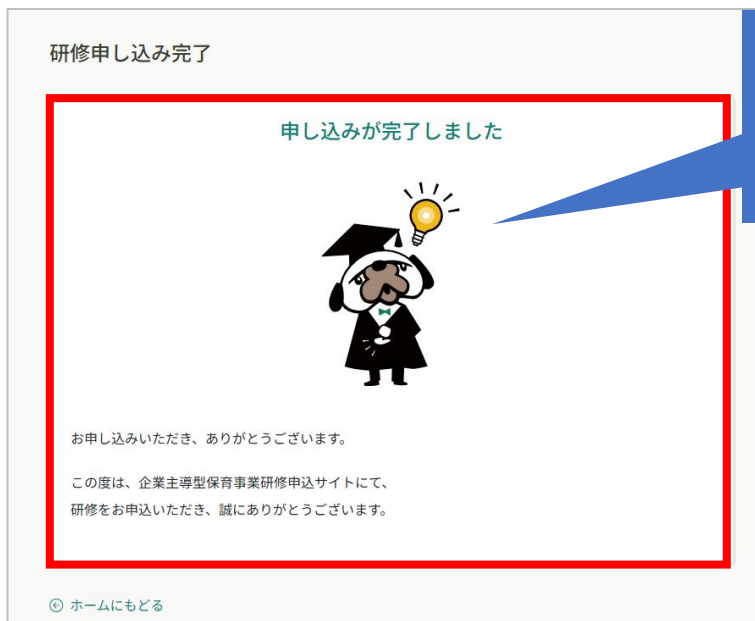 研修申し込み完了
申し込みが完了しました
お申し込みいただき、ありがとうございます。
この度は、企業主導型保育事業研修申込サイトにて、
研修をお申込いただき、誠にありがとうございます。
ホームにもどる